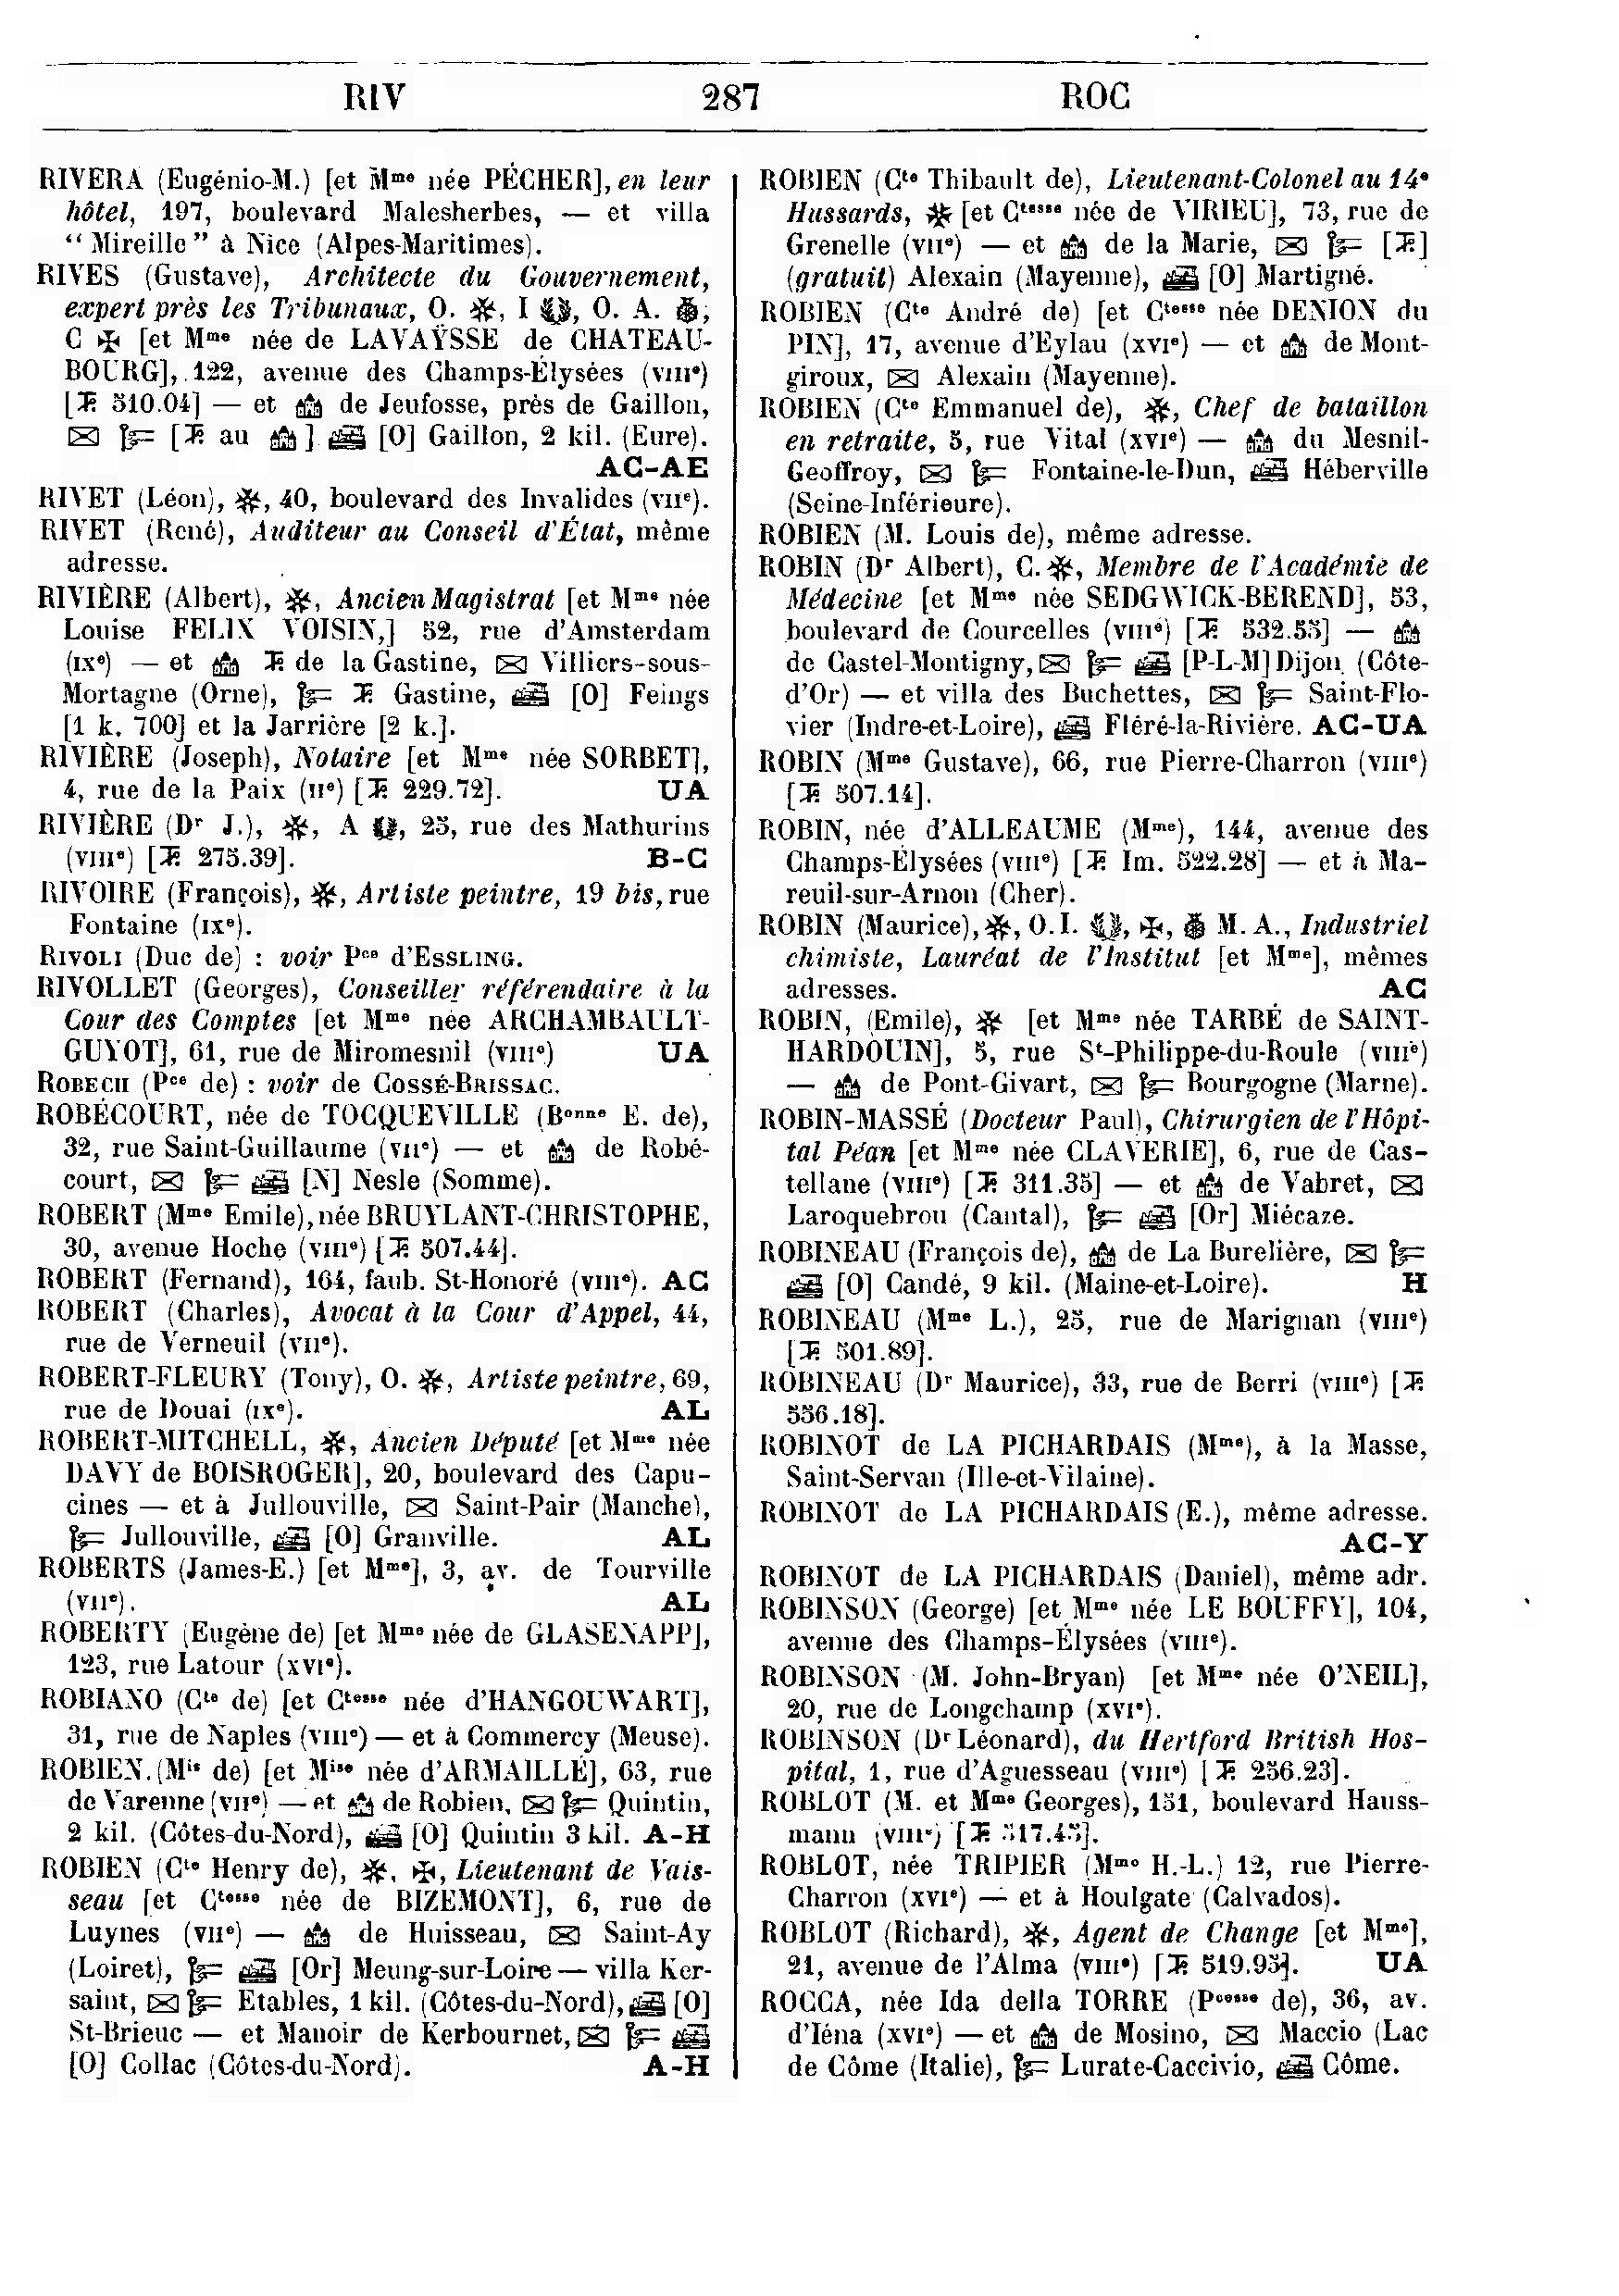 RIV 287 ROC
RIVERA (Eugénio-M.) [et Mme née PÉCHER], en leur
hôtel, 197, boulevard Malesherbes, — et villa
“ Mireille ” à Nice (Alpes-Maritimes).
RIVES (Gustave), Architecte du Gouvernement,
expert près les Tribunaux, O. ✻, I, O. A. ;
C ✠ [et Mme née de LAVAŸSSE de CHATEAU-
BOURG], 122, avenue des Champs-Élysées (VIIIe)
[T. 510.04] — et de Jeufosse, près de Gaillon,
✉ [T. au ] [O] Gaillon, 2 kil. (Eure).
AC-AE
RIVET (Léon), ✻, 40, boulevard des Invalides (VIIe).
RIVET (René), Auditeur au Conseil d'État, même
adresse.
RIVIÈRE (Albert), ✻, Ancien Magistrat [et Mme née
Louise FELIX VOISIN,] 52, rue d'Amsterdam
(IXe) — et T. de la Gastine, ✉ Villiers-sous-
Mortagne (Orne), T. Gastine, [O] Feings
[1 k. 700] et la Jarrière [2 k.].
RIVIÈRE (Joseph), Notaire [et Mme née SORBET],
4, rue de la Paix (IIe) [T. 229.72]. UA
RIVIÈRE (Dr J.), ✻, A, 25, rue des Mathurins
(VIIIe) [T. 275.39]. B-C
RIVOIRE (François), ✻, Artiste peintre, 19 bis, rue
Fontaine (IXe).
RIVOLI (Duc de) : voir Pce d'ESSLING.
RIVOLLET (Georges), Conseiller référendaire à la
Cour des Comptes [et Mme née ARCHAMBAULT-
GUYOT], 61, rue de Miromesnil (VIIIe) UA
ROBECH (Pce de) : voir de COSSÉ-BRISSAC.
ROBÉCOURT, née de TOCQUEVILLE (Bonne E. de),
32, rue Saint-Guillaume (VIIe) — et de Robé-
court, ✉ [N] Nesle (Somme).
ROBERT (Mme Emile), née BRUYLANT-CHRISTOPHE,
30, avenue Hoche (VIIIe) [T. 507.44].
ROBERT (Fernand), 164, faub. St-Honoré (VIIIe). AC
ROBERT (Charles), Avocat à la Cour d'Appel, 44,
rue de Verneuil (VIIe).
ROBERT-FLEURY (Tony), O. ✻, Artiste peintre, 69,
rue de Douai (IXe). AL
ROBERT-MITCHELL, ✻, Ancien Député [et Mme née
DAVY de BOISROGER], 20, boulevard des Capu-
cines — et à Jullouville, ✉ Saint-Pair (Manche),
Jullouville, [O] Granville. AL
ROBERTS (James-E.) [et Mme], 3, av. de Tourville
(VIIe). AL
ROBERTY (Eugène de) [et Mme née de GLASENAPP],
123, rue Latour (XVIe).
ROBIANO (Cte de) [et Ctesse née d'HANGOUWART],
31, rue de Naples (VIIIe) — et à Commercy (Meuse).
ROBIEN. (Mis de) [et Mise née d'ARMAILLÉ], 63, rue
de Varenne (VIIe) — et de Robien, ✉ Quintin,
2 kil. (Côtes-du-Nord), [O] Quintin 3 kil. A-H
ROBIEN (Cte Henry de), ✻, ✠, Lieutenant de Vais-
seau [et Ctesse née de BIZEMONT], 6, rue de
Luynes (VIIe) — de Huisseau, ✉ Saint-Ay
(Loiret), [Or] Meung-sur-Loire — villa Ker-
saint, ✉ Etables, 1 kil. (Côtes-du-Nord), [O]
St-Brieuc — et Manoir de Kerbournet, ✉
[O] Collac (Côtes-du-Nord). A-H
ROBIEN (Cte Thibault de), Lieutenant-Colonel au 14e
Hussards, ✻ [et Ctesse née de VIRIEU], 73, rue de
Grenelle (VIIe) — et de la Marie, ✉ [T.]
(gratuit) Alexain (Mayenne), [O] Martigné.
ROBIEN (Cte André de) [et Ctesse née DENION du
PIN], 17, avenue d'Eylau (XVIe) — et de Mont-
giroux, ✉ Alexain (Mayenne).
ROBIEN (Cte Emmanuel de), ✻, Chef de bataillon
en retraite, 5, rue Vital (XVIe) — du Mesnil-
Geoffroy, ✉ Fontaine-le-Dun, Héberville
(Seine-Inférieure).
ROBIEN (M. Louis de), même adresse.
ROBIN (Dr Albert), C. ✻, Membre de l'Académie de
Médecine [et Mme née SEDGWICK-BEREND], 53,
boulevard de Courcelles (VIIIe) [T. 532.55] —
de Castel-Montigny, ✉ [P-L-M] Dijon (Côte-
d'Or) — et villa des Buchettes, ✉ Saint-Flo-
vier (Indre-et-Loire), Fléré-la-Rivière. AC-UA
ROBIN (Mme Gustave), 66, rue Pierre-Charron (VIIIe)
[T. 507.14].
ROBIN, née d'ALLEAUME (Mme), 144, avenue des
Champs-Élysées (VIIIe) [T. Im. 522.28] — et à Ma-
reuil-sur-Arnon (Cher).
ROBIN (Maurice), ✻, O. I., ✠, M. A., Industriel
chimiste, Lauréat de l'Institut [et Mme], mêmes
adresses. AC
ROBIN, (Emile), ✻ [et Mme née TARBÉ de SAINT-
HARDOUIN], 5, rue St-Philippe-du-Roule (VIIIe)
— de Pont-Givart, ✉ Bourgogne (Marne).
ROBIN-MASSÉ (Docteur Paul), Chirurgien de l'Hôpi-
tal Péan [et Mme née CLAVERIE], 6, rue de Cas-
tellane (VIIIe) [T. 311.35] — et de Vabret, ✉
Laroquebrou (Cantal), [Or] Miécaze.
ROBINEAU (François de), de La Burelière, ✉
[O] Candé, 9 kil. (Maine-et-Loire). H
ROBINEAU (Mme L.), 25, rue de Marignan (VIIIe)
[T. 501.89].
ROBINEAU (Dr Maurice), 33, rue de Berri (VIIIe) [T.
556.18].
ROBINOT de LA PICHARDAIS (Mme), à la Masse,
Saint-Servan (Ille-et-Vilaine).
ROBINOT de LA PICHARDAIS (E.), même adresse.
AC-Y
ROBINOT de LA PICHARDAIS (Daniel), même adr.
ROBINSON (George) [et Mme née LE BOUFFY], 104,
avenue des Champs-Élysées (VIIIe).
ROBINSON (M. John-Bryan) [et Mme née O'NEIL],
20, rue de Longchamp (XVIe).
ROBINSON (Dr Léonard), du Hertford British Hos-
pital, 1, rue d'Aguesseau (VIIIe) [T. 256.23].
ROBLOT (M. et Mme Georges), 151, boulevard Hauss-
mann (VIIIe) [T. 517.45].
ROBLOT, née TRIPIER (Mme H.-L.) 12, rue Pierre-
Charron (XVIe) — et à Houlgate (Calvados).
ROBLOT (Richard), ✻, Agent de Change [et Mme],
21, avenue de l'Alma (VIIIe) [T. 519.95]. UA
ROCCA, née Ida della TORRE (Pcesse de), 36, av.
d'Iéna (XVIe) — et de Mosino, ✉ Maccio (Lac
de Côme (Italie), Lurate-Caccivio, Côme.